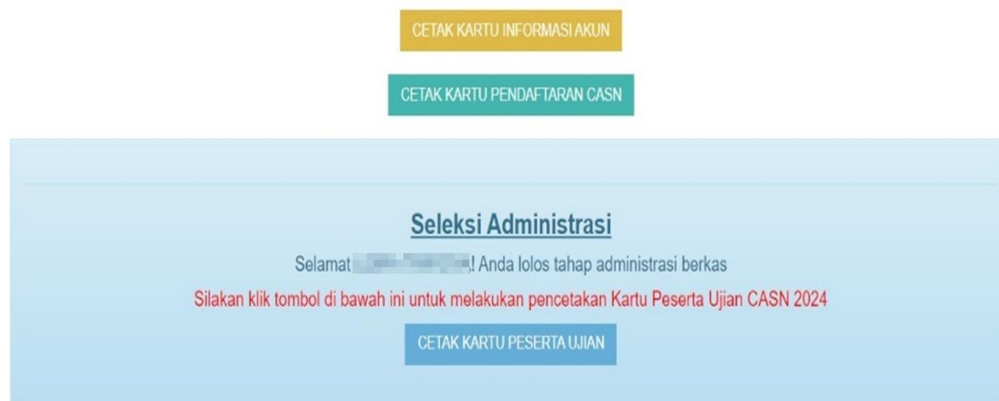 CETAK KARTU INFORMASI AKUN
CETAK KARTU PENDAFTARAN CASN
Seleksi Administrasi
Selamat ! Anda lolos tahap administrasi berkas
Silakan klik tombol di bawah ini untuk melakukan pencetakan Kartu Peserta Ujian CASN 2024
CETAK KARTU PESERTA UJIAN